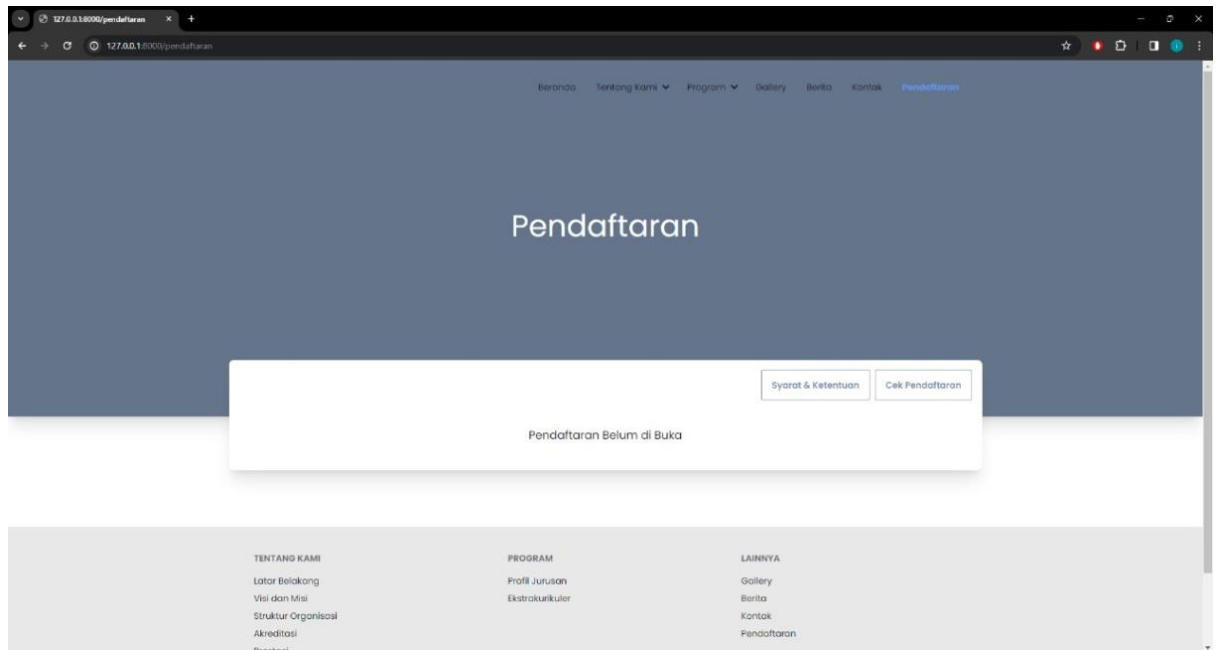 127.0.0.1:8000/pendaftaran
127.0.0.1:8000/pendaftaran
Beranda Tentang Kami Program Gallery Berita Kontak Pendaftaran
Pendaftaran
Syarat & Ketentuan Cek Pendaftaran
Pendaftaran Belum di Buka
TENTANG KAMI PROGRAM LAINNYA
Latar Belakang Profil Jurusan Gallery
Visi dan Misi Ekstrakurikuler Berita
Struktur Organisasi Kontak
Akreditasi Pendaftaran